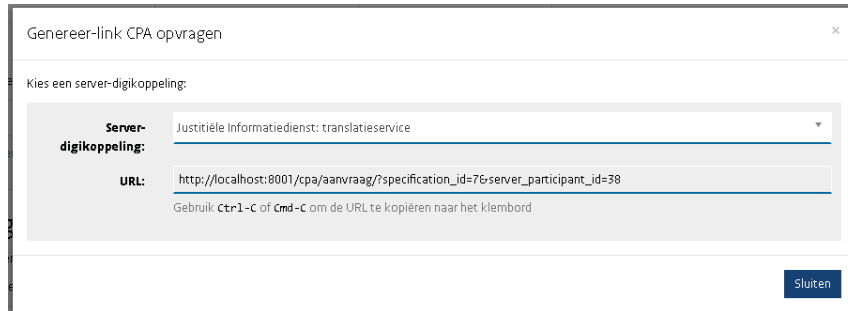 Genereer-link CPA opvragen
×
Kies een server-digikoppeling:
Server-
digikoppeling:
Justitiële Informatiedienst: translatieservice
URL:
http://localhost:8001/cpa/aanvraag/?specification_id=7&server_participant_id=38
Gebruik Ctrl-C of Cmd-C om de URL te kopiëren naar het klembord
Sluiten